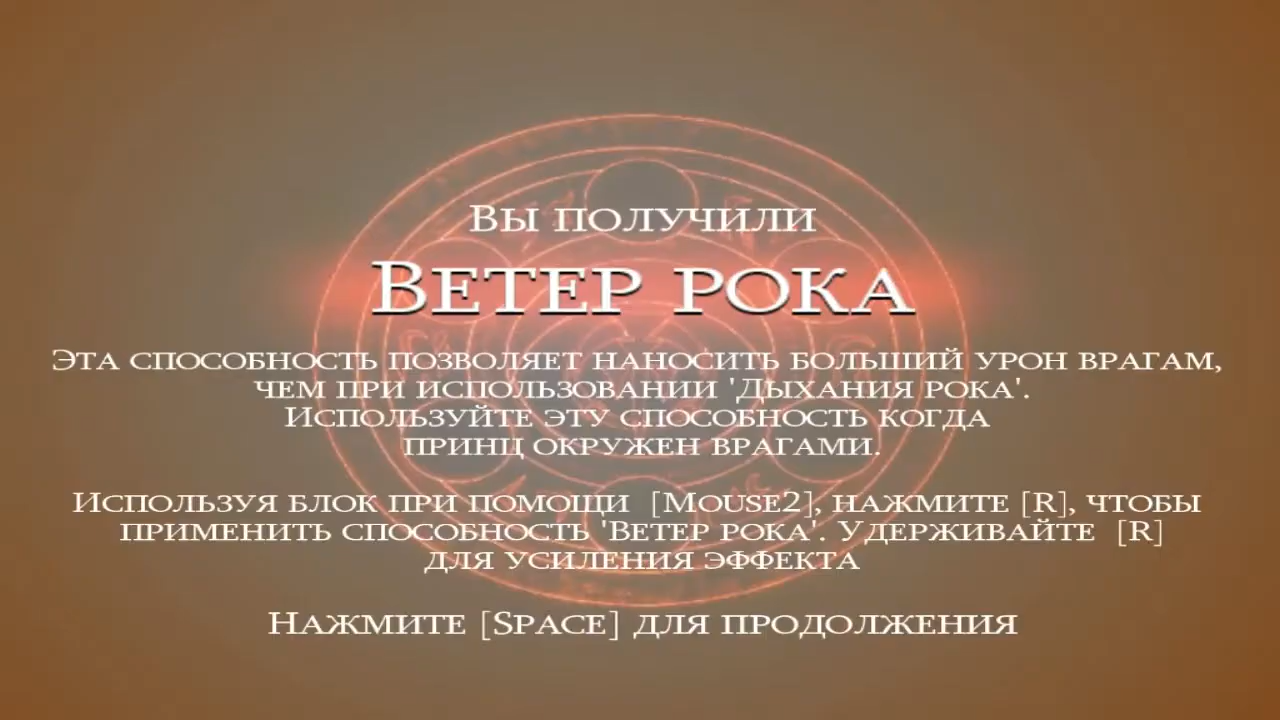 Вы получили
Ветер рока
Эта способность позволяет наносить больший урон врагам,
чем при использовании 'Дыхания рока'.
Используйте эту способность когда
принц окружен врагами.
Используя блок при помощи [Mouse2], нажмите [R], чтобы
применить способность 'Ветер рока'. Удерживайте [R]
для усиления эффекта
Нажмите [Space] для продолжения